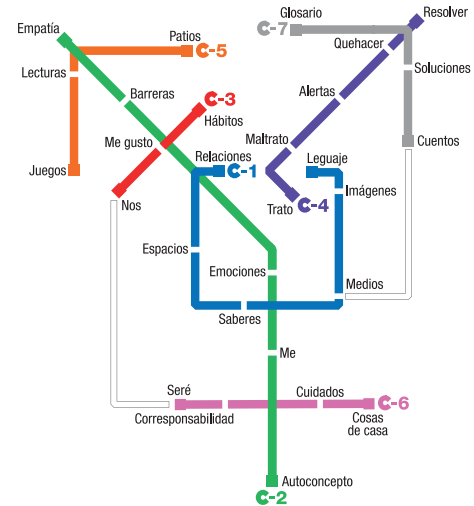 Glosario
Resolver
C-7
Empatía
Patios
Quehacer
C-5
Lecturas
Soluciones
Barreras
Alertas
C-3
Hábitos
Me gusto
Maltrato
Cuentos
Relaciones
Leguaje
C-1
Juegos
Imágenes
Nos
Trato
C-4
Espacios
Emociones
Medios
Saberes
Me
Seré
Cuidados
C-6
Corresponsabilidad
Cosas
de casa
Autoconcepto
C-2